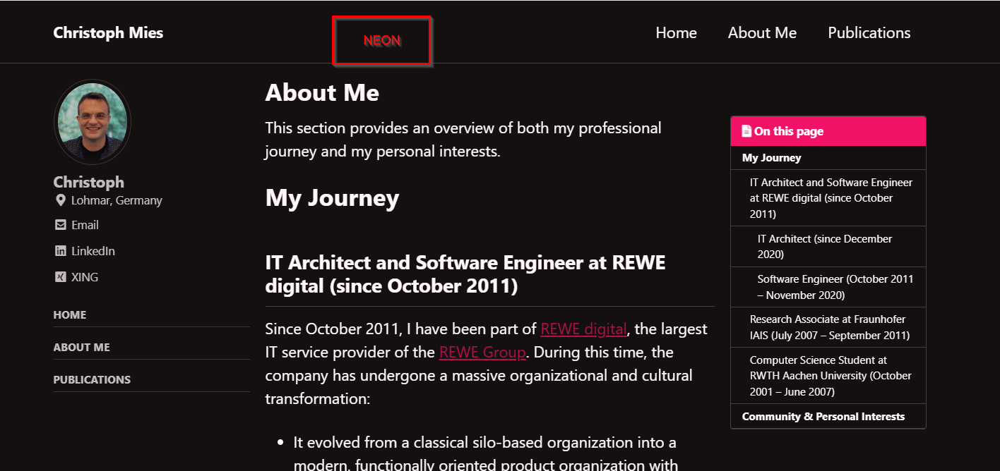 Christoph Mies
NEON
Home
About Me
Publications
Christoph
Lohmar, Germany
Email
LinkedIn
XING
HOME
ABOUT ME
PUBLICATIONS
About Me
This section provides an overview of both my professional
journey and my personal interests.
My Journey
IT Architect and Software Engineer at REWE
digital (since October 2011)
Since October 2011, I have been part of REWE digital, the largest
IT service provider of the REWE Group. During this time, the
company has undergone a massive organizational and cultural
transformation:
• It evolved from a classical silo-based organization into a
modern, functionally oriented product organization with
On this page
My Journey
IT Architect and Software Engineer
at REWE digital (since October
2011)
IT Architect (since December
2020)
Software Engineer (October 2011
– November 2020)
Research Associate at Fraunhofer
IAIS (July 2007 – September 2011)
Computer Science Student at
RWTH Aachen University (October
2001 – June 2007)
Community & Personal Interests